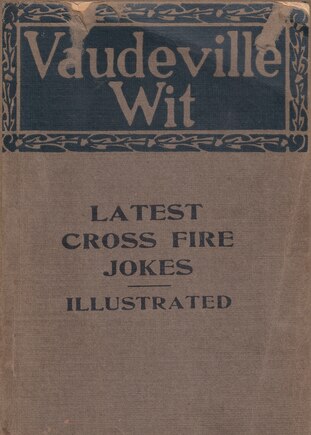 Vaudeville
Wit
LATEST
CROSS FIRE
JOKES
ILLUSTRATED